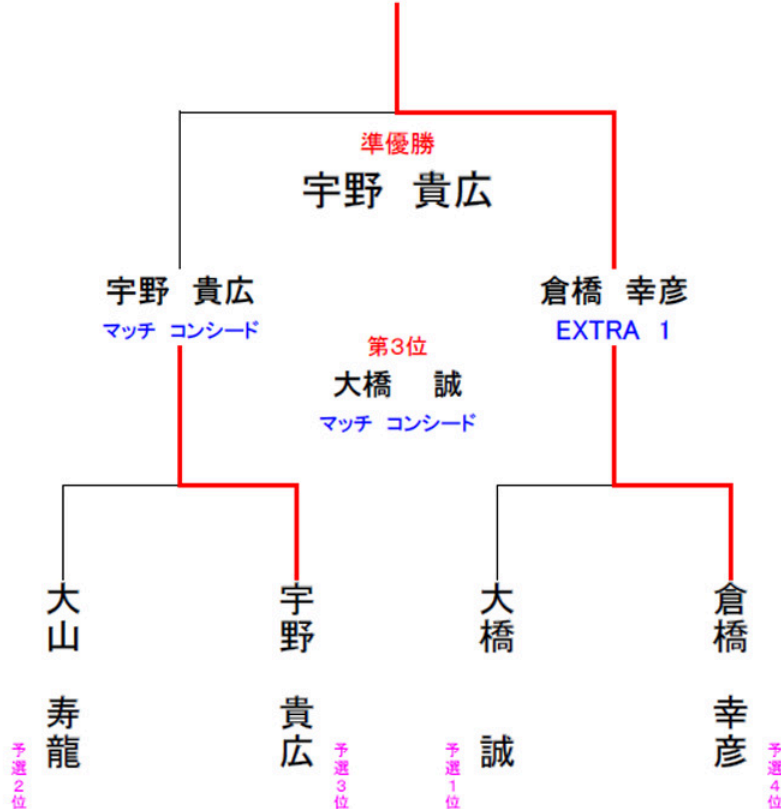 準優勝
宇野 貴広
宇野 貴広
マッチ コンシード
倉橋 幸彦
EXTRA 1
第3位
大橋 誠
マッチ コンシード
大山 寿龍
予選2位
宇野 貴広
予選3位
大橋 誠
予選1位
倉橋 幸彦
予選4位